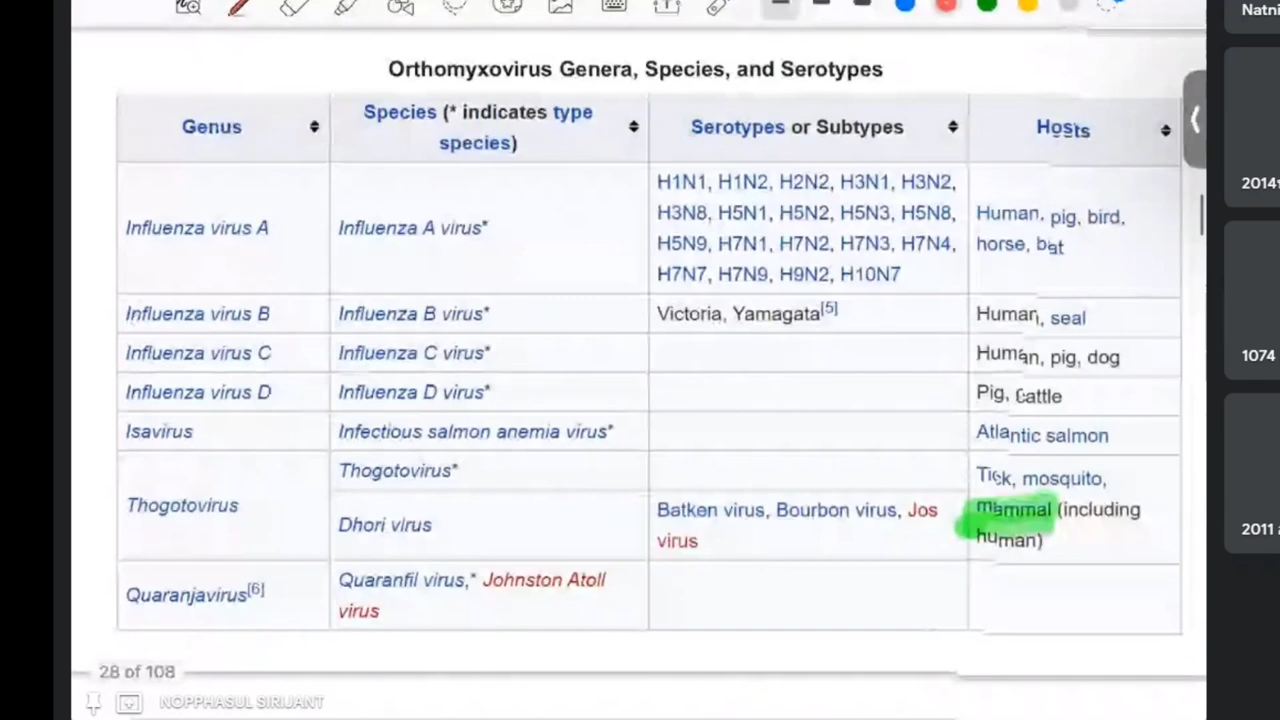 Natni
Orthomyxovirus Genera, Species, and Serotypes
Genus
Species (* indicates type
species)
Serotypes or Subtypes
Hosts
Influenza virus A
Influenza A virus*
H1N1, H1N2, H2N2, H3N1, H3N2,
H3N8, H5N1, H5N2, H5N3, H5N8,
H5N9, H7N1, H7N2, H7N3, H7N4,
H7N7, H7N9, H9N2, H10N7
Human, pig, bird,
horse, bat
2014
Influenza virus B
Influenza B virus*
Victoria, Yamagata[5]
Human, seal
Influenza virus C
Influenza C virus*
Human, pig, dog
1074
Influenza virus D
Influenza D virus*
Pig, cattle
Isavirus
Infectious salmon anemia virus*
Atlantic salmon
Thogotovirus
Thogotovirus*
Tick, mosquito,
mammal (including
human)
Dhori virus
Batken virus, Bourbon virus, Jos
virus
2011
Quaranjavirus[6]
Quaranfil virus,* Johnston Atoll
virus
28 of 108
NOPPHASUL SIRIJANT